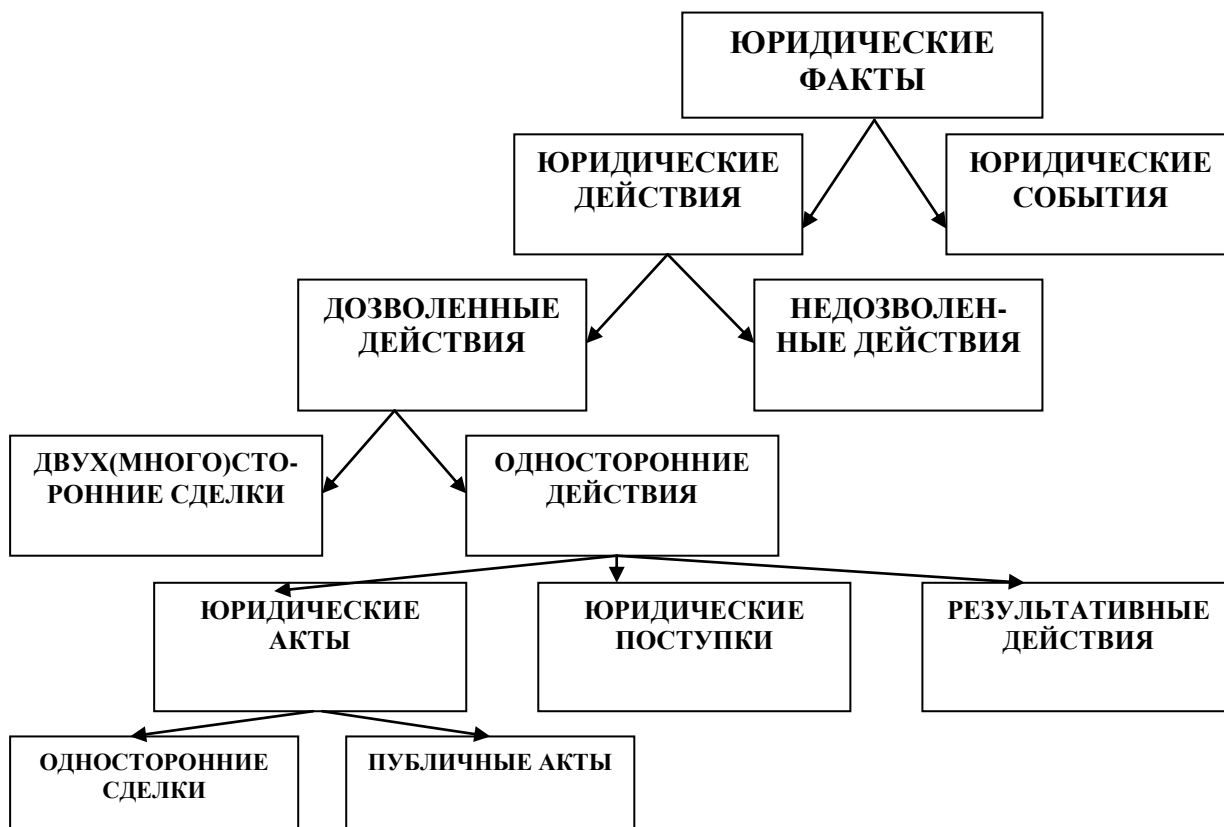 ЮРИДИЧЕСКИЕ
ФАКТЫ
ЮРИДИЧЕСКИЕ
ДЕЙСТВИЯ
ЮРИДИЧЕСКИЕ
СОБЫТИЯ
ДОЗВОЛЕННЫЕ
ДЕЙСТВИЯ
НЕДОЗВОЛЕН-
НЫЕ ДЕЙСТВИЯ
ДВУХ(МНОГО)СТО-
РОННИЕ СДЕЛКИ
ОДНОСТОРОННИЕ
ДЕЙСТВИЯ
ЮРИДИЧЕСКИЕ
АКТЫ
ЮРИДИЧЕСКИЕ
ПОСТУПКИ
РЕЗУЛЬТАТИВНЫЕ
ДЕЙСТВИЯ
ОДНОСТОРОННИЕ
СДЕЛКИ
ПУБЛИЧНЫЕ АКТЫ